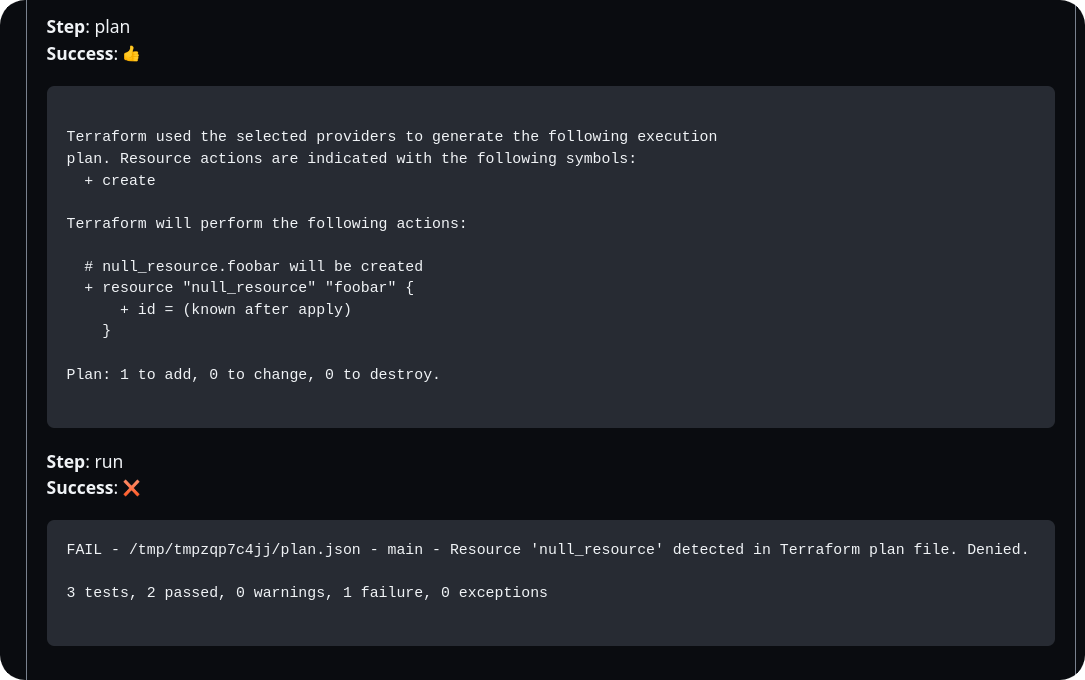 Step: plan
Success: 👍
Terraform used the selected providers to generate the following execution
plan. Resource actions are indicated with the following symbols:
  + create
Terraform will perform the following actions:
  # null_resource.foobar will be created
  + resource "null_resource" "foobar" {
      + id = (known after apply)
    }
Plan: 1 to add, 0 to change, 0 to destroy.
Step: run
Success: ❌
FAIL - /tmp/tmpzqp7c4jj/plan.json - main - Resource 'null_resource' detected in Terraform plan file. Denied.
3 tests, 2 passed, 0 warnings, 1 failure, 0 exceptions